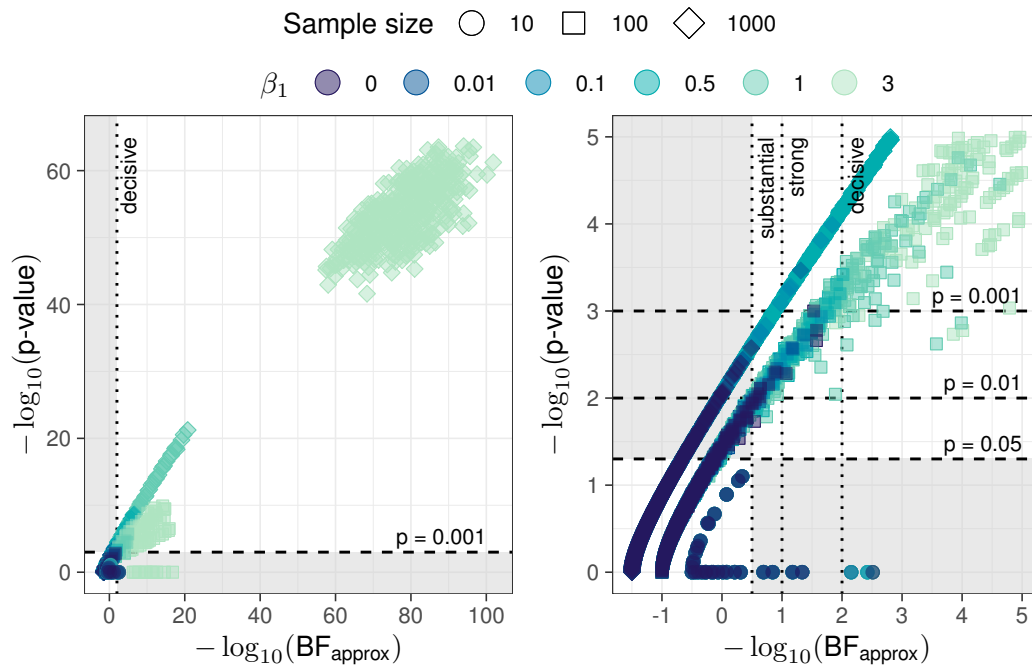 Sample size 10 100 1000
β₁ 0 0.01 0.1 0.5 1 3
− log₁₀(p-value)
60
40
20
0
decisive
p = 0.001
0 20 40 60 80 100
− log₁₀(BF_approx)
− log₁₀(p-value)
5
4
3
2
1
0
substantial
strong
decisive
p = 0.001
p = 0.01
p = 0.05
-1 0 1 2 3 4 5
− log₁₀(BF_approx)